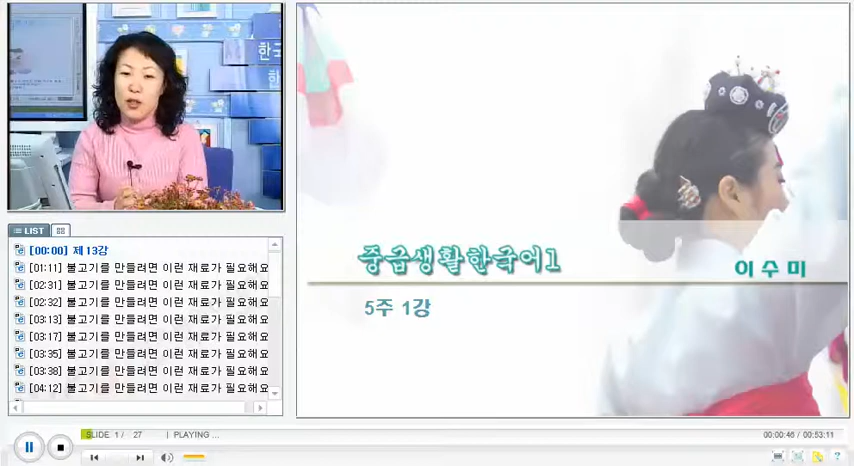 한국
한
중급생활한국어1
이수미
5주 1강
LIST
[00:00] 제 13강
[01:11] 불고기를 만들려면 이런 재료가 필요해요
[02:31] 불고기를 만들려면 이런 재료가 필요해요
[02:32] 불고기를 만들려면 이런 재료가 필요해요
[03:13] 불고기를 만들려면 이런 재료가 필요해요
[03:17] 불고기를 만들려면 이런 재료가 필요해요
[03:35] 불고기를 만들려면 이런 재료가 필요해요
[03:38] 불고기를 만들려면 이런 재료가 필요해요
[04:12] 불고기를 만들려면 이런 재료가 필요해요
SLIDE 1 / 27 | PLAYING ...
00:00:46 / 00:53:11